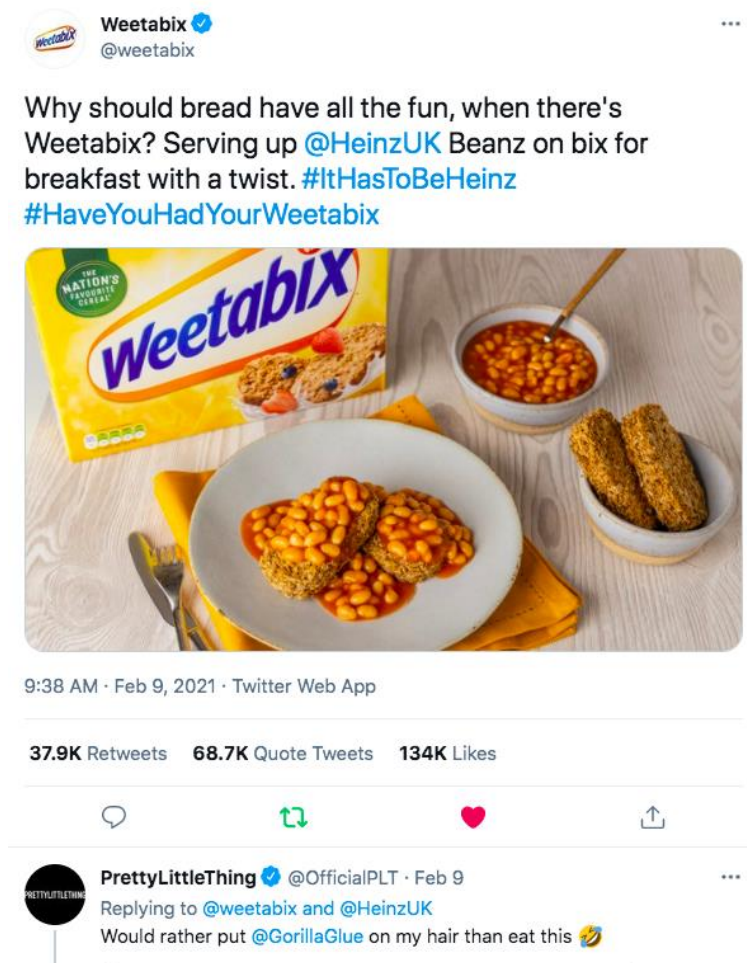 Weetabix
Weetabix
@weetabix
Why should bread have all the fun, when there's
Weetabix? Serving up @HeinzUK Beanz on bix for
breakfast with a twist. #ItHasToBeHeinz
#HaveYouHadYourWeetabix
THE
NATION'S
FAVOURITE
CEREAL
Weetabix
9:38 AM · Feb 9, 2021 · Twitter Web App
37.9K Retweets 68.7K Quote Tweets 134K Likes
PRETTYLITTLETHING
PrettyLittleThing @OfficialPLT · Feb 9
Replying to @weetabix and @HeinzUK
Would rather put @GorillaGlue on my hair than eat this 🤣